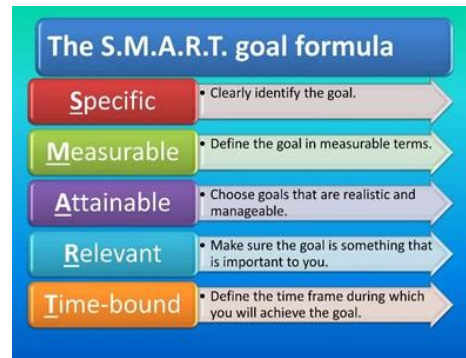 The S.M.A.R.T. goal formula
Specific
• Clearly identify the goal.
Measurable
• Define the goal in measurable terms.
Attainable
• Choose goals that are realistic and
manageable.
Relevant
• Make sure the goal is something that
is important to you.
Time-bound
• Define the time frame during which
you will achieve the goal.